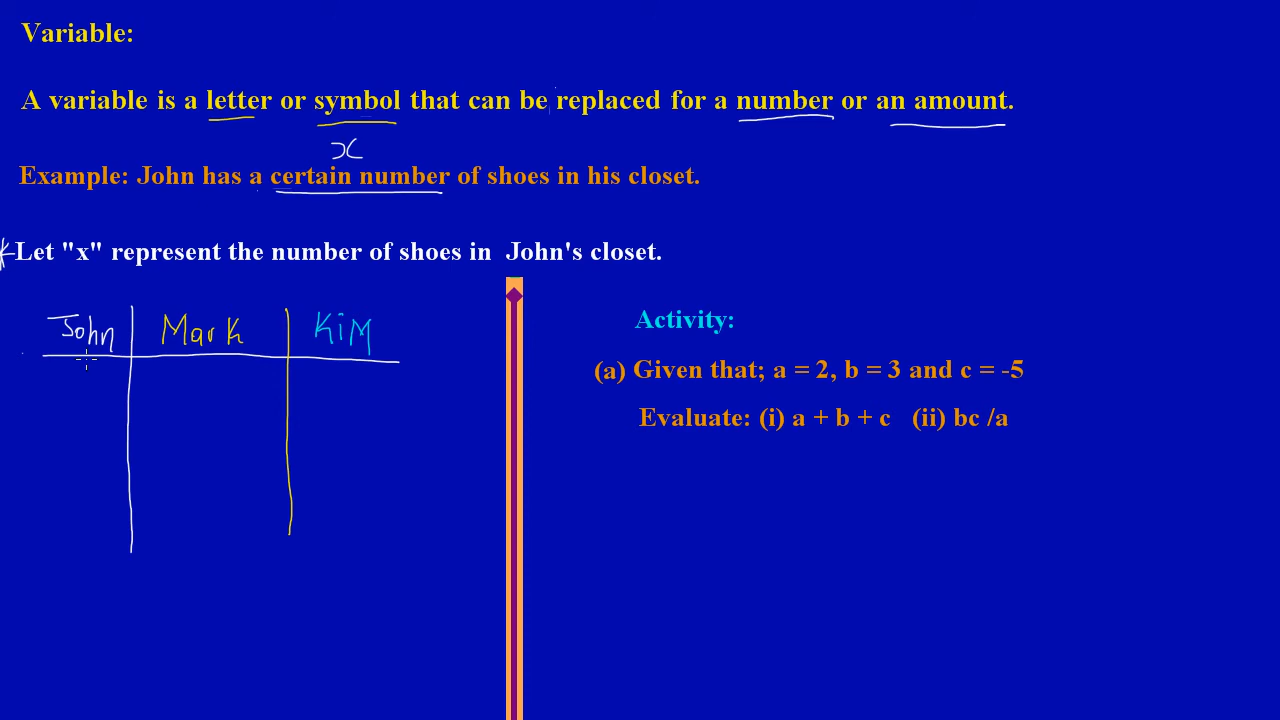 Variable:
A variable is a letter or symbol that can be replaced for a number or an amount.
x
Example: John has a certain number of shoes in his closet.
Let "x" represent the number of shoes in John's closet.
John Mark KiM
Activity:
(a) Given that; a = 2, b = 3 and c = -5
Evaluate: (i) a + b + c (ii) bc /a